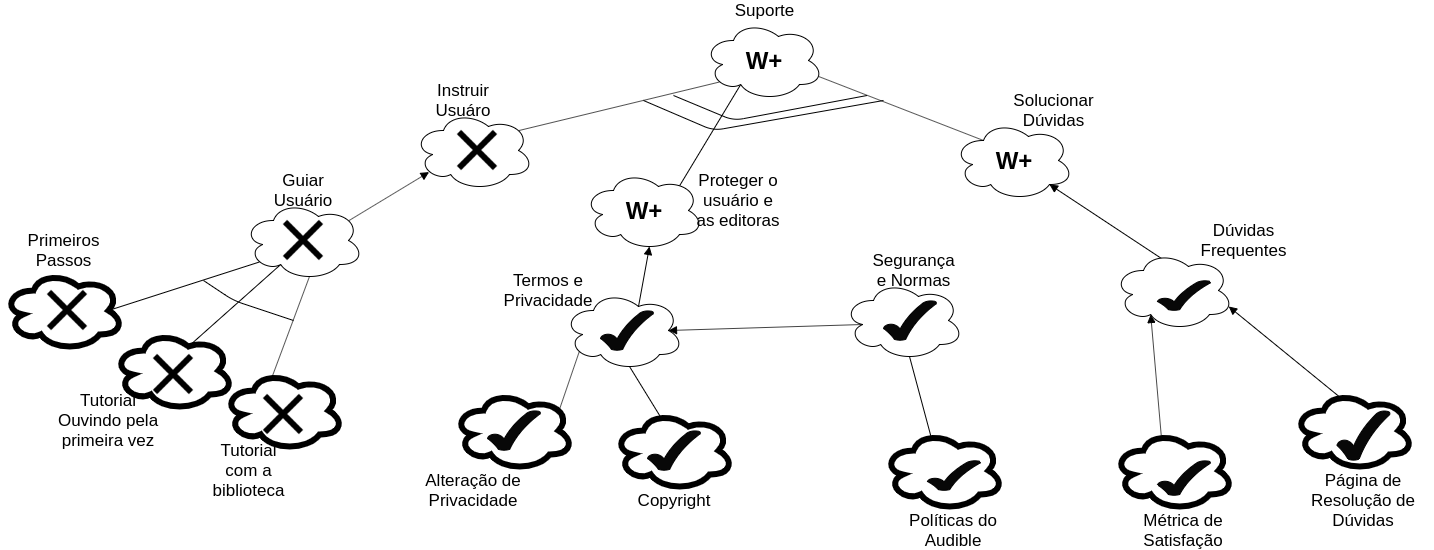 Suporte
W+
Instruir
Usuáro
Solucionar
Dúvidas
W+
Guiar
Usuário
Proteger o
usuário e
as editoras
W+
Primeiros
Passos
Dúvidas
Frequentes
Segurança
e Normas
Termos e
Privacidade
Tutorial
Ouvindo pela
primeira vez
Tutorial
com a
biblioteca
Alteração de
Privacidade
Copyright
Políticas do
Audible
Métrica de
Satisfação
Página de
Resolução de
Dúvidas